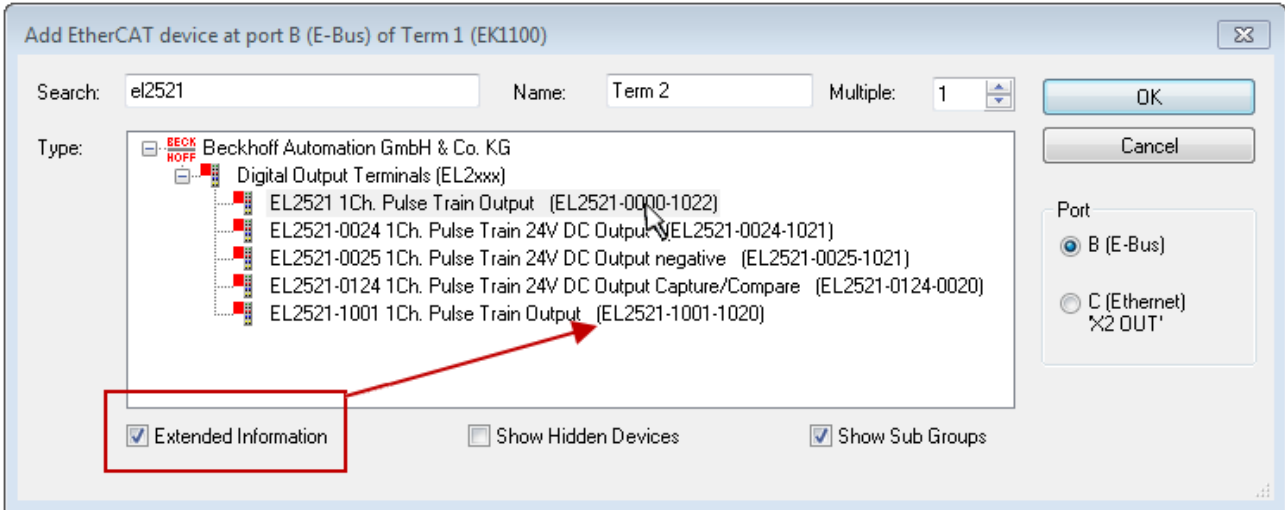 Add EtherCAT device at port B (E-Bus) of Term 1 (EK1100)
Search: el2521 Name: Term 2 Multiple: 1 OK
Type: BECK HOFF Beckhoff Automation GmbH & Co. KG Cancel
Digital Output Terminals (EL2xxx)
EL2521 1Ch. Pulse Train Output (EL2521-0000-1022)
EL2521-0024 1Ch. Pulse Train 24V DC Output (EL2521-0024-1021)
EL2521-0025 1Ch. Pulse Train 24V DC Output negative (EL2521-0025-1021)
EL2521-0124 1Ch. Pulse Train 24V DC Output Capture/Compare (EL2521-0124-0020)
EL2521-1001 1Ch. Pulse Train Output (EL2521-1001-1020)
Port
B (E-Bus)
C (Ethernet)
'X2 OUT'
Extended Information Show Hidden Devices Show Sub Groups